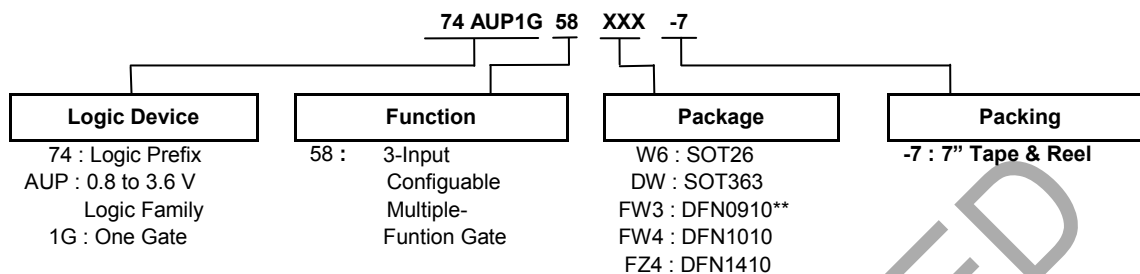 74 AUP1G 58 XXX -7
Logic Device
Function
Package
Packing
74 : Logic Prefix
AUP : 0.8 to 3.6 V
Logic Family
1G : One Gate
58 : 3-Input
Configuable
Multiple-
Funtion Gate
W6 : SOT26
DW : SOT363
FW3 : DFN0910**
FW4 : DFN1010
FZ4 : DFN1410
-7 : 7” Tape & Reel